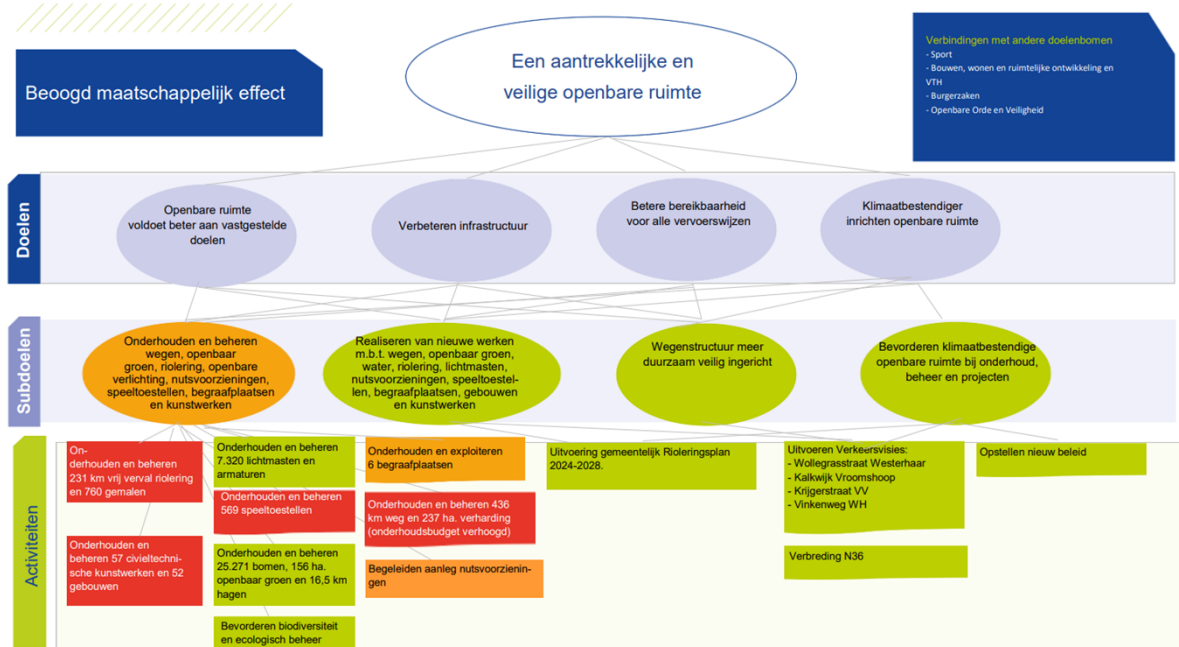 Beoogd maatschappelijk effect
Een aantrekkelijke en
veilige openbare ruimte
Verbindingen met andere doelenbomen
- Sport
- Bouwen, wonen en ruimtelijke ontwikkeling en
VTH
- Burgerzaken
- Openbare Orde en Veiligheid
Doelen
Openbare ruimte
voldoet beter aan vastgestelde
doelen
Verbeteren infrastructuur
Betere bereikbaarheid
voor alle vervoerswijzen
Klimaatbestendiger
inrichten openbare ruimte
Subdoelen
Onderhouden en beheren
wegen, openbaar
groen, riolering, openbare
verlichting, nutsvoorzieningen,
speeltoestellen, begraafplaatsen
en kunstwerken
Realiseren van nieuwe werken
m.b.t. wegen, openbaar groen,
water, riolering, lichtmasten,
nutsvoorzieningen, speeltoestel-
len, begraafplaatsen, gebouwen
en kunstwerken
Wegenstructuur meer
duurzaam veilig ingericht
Bevorderen klimaatbestendige
openbare ruimte bij onderhoud,
beheer en projecten
Activiteiten
On-
derhouden en beheren
231 km vrij verval riolering
en 760 gemalen
Onderhouden en
beheren 57 civieltechni-
sche kunstwerken en 52
gebouwen
Onderhouden en beheren
7.320 lichtmasten en
armaturen
Onderhouden en beheren
569 speeltoestellen
Onderhouden en beheren
25.271 bomen, 156 ha.
openbaar groen en 16,5 km
hagen
Bevorderen biodiversiteit
en ecologisch beheer
Onderhouden en exploiteren
6 begraafplaatsen
Onderhouden en beheren 436
km weg en 237 ha. verharding
(onderhoudsbudget verhoogd)
Begeleiden aanleg nutsvoorzienin-
gen
Uitvoering gemeentelijk Rioleringsplan
2024-2028.
Uitvoeren Verkeersvisies:
- Wollegrasstraat Westerhaar
- Kalkwijk Vroomshoop
- Krijgerstraat VV
- Vinkenweg WH
Verbreding N36
Opstellen nieuw beleid